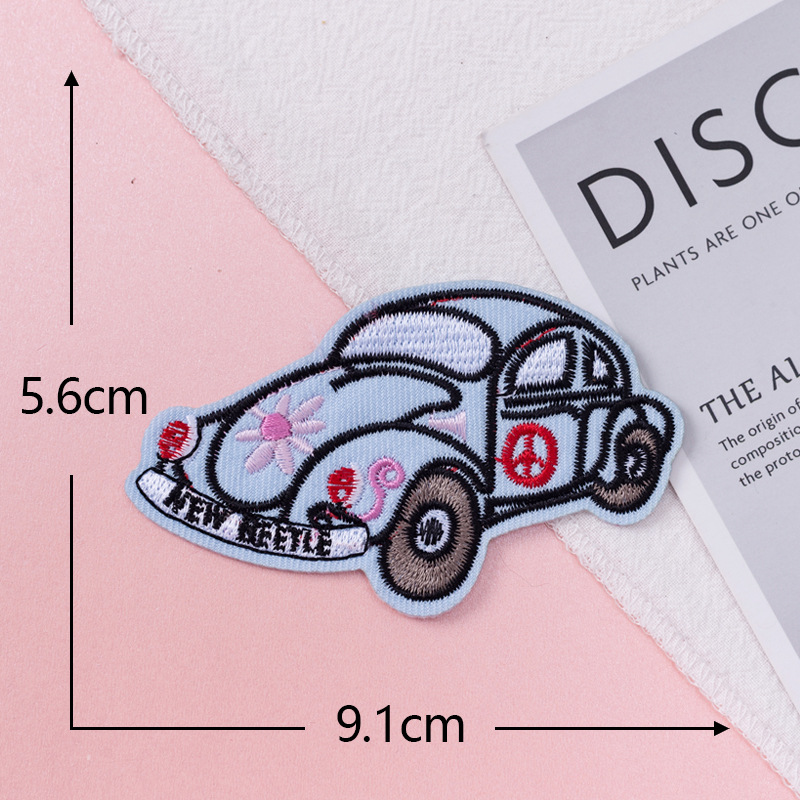 DISC
PLANTS ARE ONE O
5.6cm
THE AL
The origin of
compositio
the proto
NEW BEETLE
9.1cm